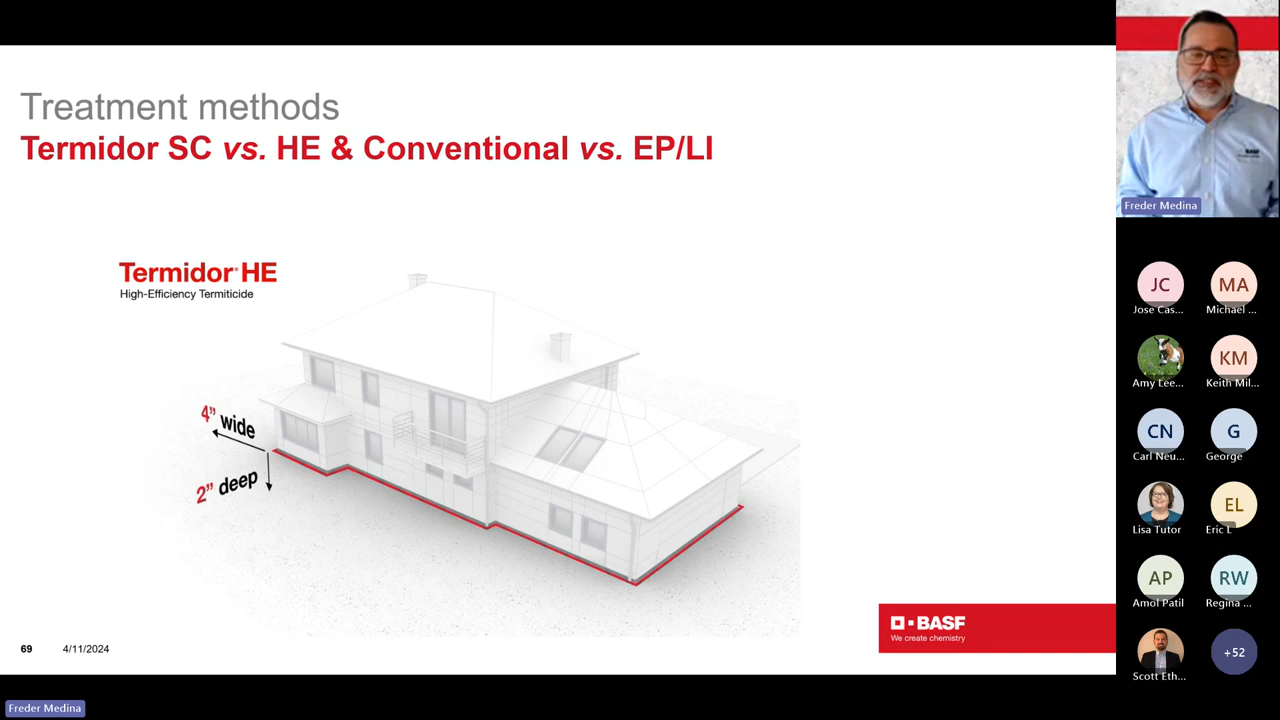 Treatment methods
Termidor SC vs. HE & Conventional vs. EP/LI
Termidor® HE
High-Efficiency Termiticide
4” wide
2” deep
BASF
We create chemistry
69 4/11/2024
BASF
Freder Medina
JC MA
Jose Cas... Michael ...
KM
Amy Lee... Keith Mil...
CN G
Carl Neu... George
EL
Lisa Tutor Eric L
AP RW
Amol Patil Regina ...
+52
Scott Eth...
Freder Medina